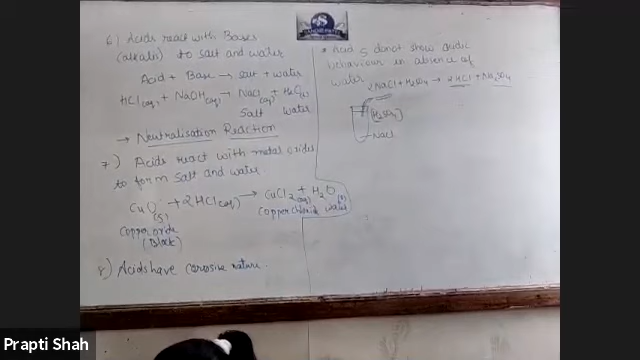 6) Acids react with Bases
(alkalis) to salt and water
Acid + Base → salt + water
HCl(aq) + NaOH(aq) → NaCl(aq) + H2O(l)
Salt water
→ Neutralisation Reaction
7) Acids react with metal oxides
to form salt and water.
CuO(s) + 2HCl(aq) → CuCl2(aq) + H2O(l)
Copper oxide Copper chloride water
(Black)
8) Acids have corrosive nature.
* Acids donot show acidic
behaviour in absence of
water
2NaCl + H2SO4 → 2HCl + Na2SO4
[H2SO4]
NaCl
Prapti Shah